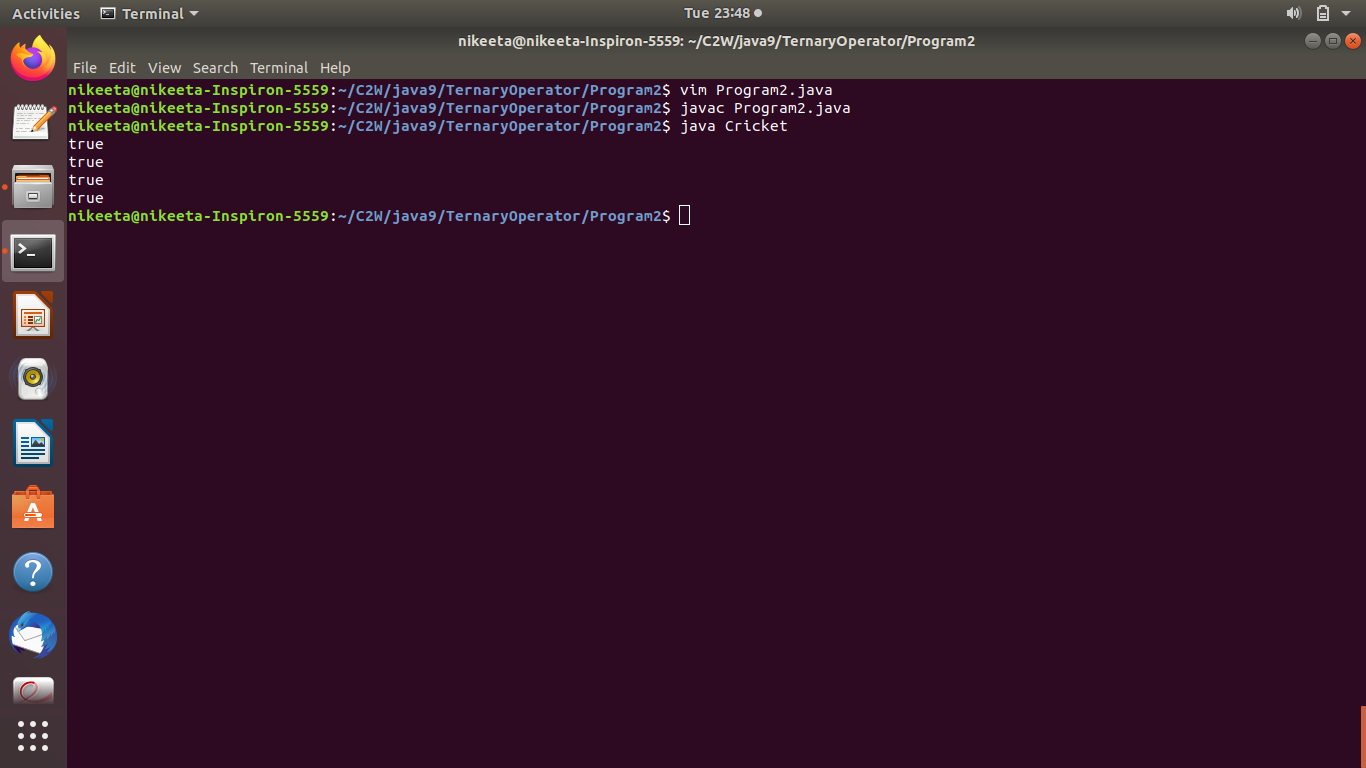 Activities Terminal Tue 23:48
nikeeta@nikeeta-Inspiron-5559: ~/C2W/java9/TernaryOperator/Program2
File Edit View Search Terminal Help
nikeeta@nikeeta-Inspiron-5559:~/C2W/java9/TernaryOperator/Program2$ vim Program2.java
nikeeta@nikeeta-Inspiron-5559:~/C2W/java9/TernaryOperator/Program2$ javac Program2.java
nikeeta@nikeeta-Inspiron-5559:~/C2W/java9/TernaryOperator/Program2$ java Cricket
true
true
true
true
nikeeta@nikeeta-Inspiron-5559:~/C2W/java9/TernaryOperator/Program2$